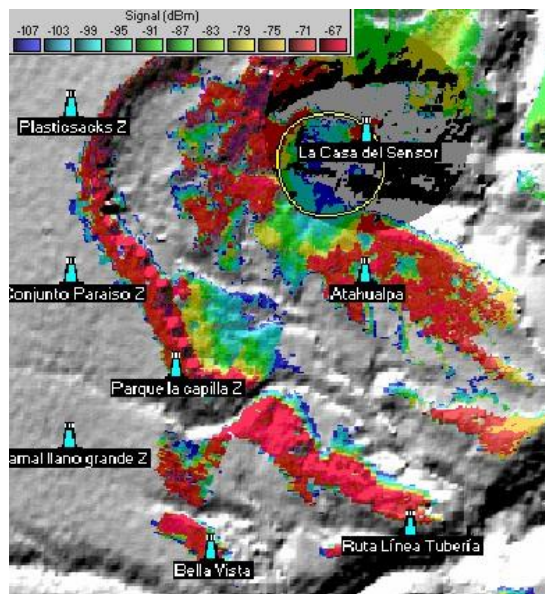 Signal (dBm)
-107 -103 -99 -95 -91 -87 -83 -79 -75 -71 -67
Plasticsacks Z
La Casa del Sensor
Conjunto Paraiso Z
Atahualpa
Parque la capilla Z
llano grande Z
Ruta Línea Tubería
Bella Vista